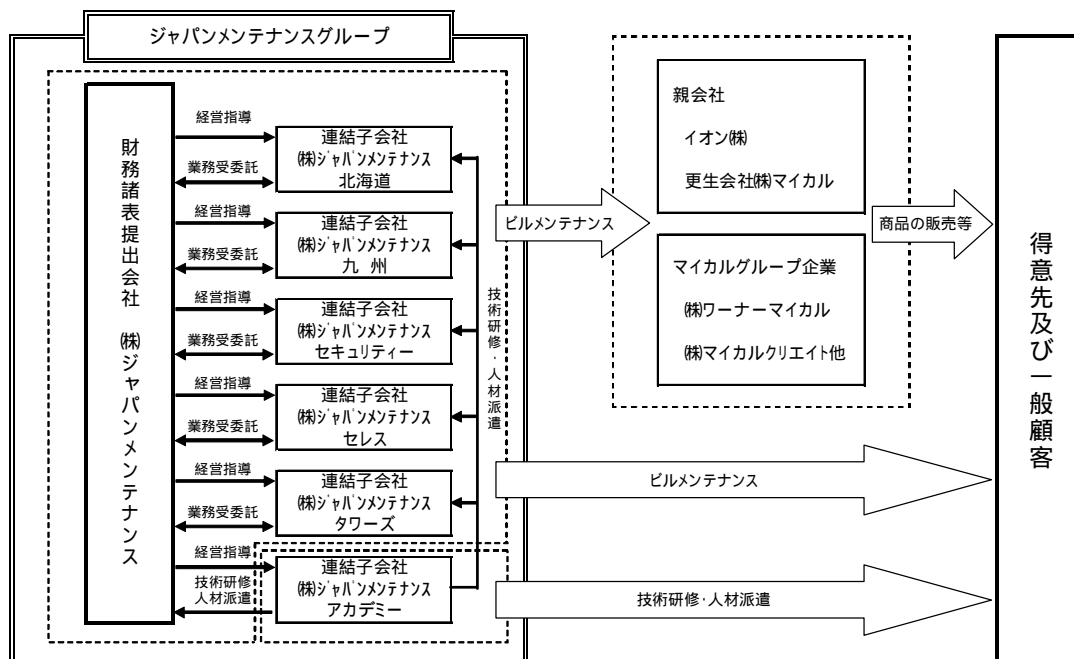 ジャパンメンテナンスグループ
財務諸表提出会社 ㈱ジャパンメンテナンス
経営指導
業務受委託
連結子会社
㈱ジャパンメンテナンス
北海道
経営指導
業務受委託
連結子会社
㈱ジャパンメンテナンス
九 州
経営指導
業務受委託
連結子会社
㈱ジャパンメンテナンス
セキュリティー
経営指導
業務受委託
連結子会社
㈱ジャパンメンテナンス
セレス
経営指導
業務受委託
連結子会社
㈱ジャパンメンテナンス
タワーズ
経営指導
技術研修
人材派遣
連結子会社
㈱ジャパンメンテナンス
アカデミー
技術研修・人材派遣
ビルメンテナンス
親会社
イオン㈱
更生会社㈱マイカル
マイカルグループ企業
㈱ワーナーマイカル
㈱マイカルクリエイト他
商品の販売等
ビルメンテナンス
技術研修・人材派遣
得意先及び一般顧客